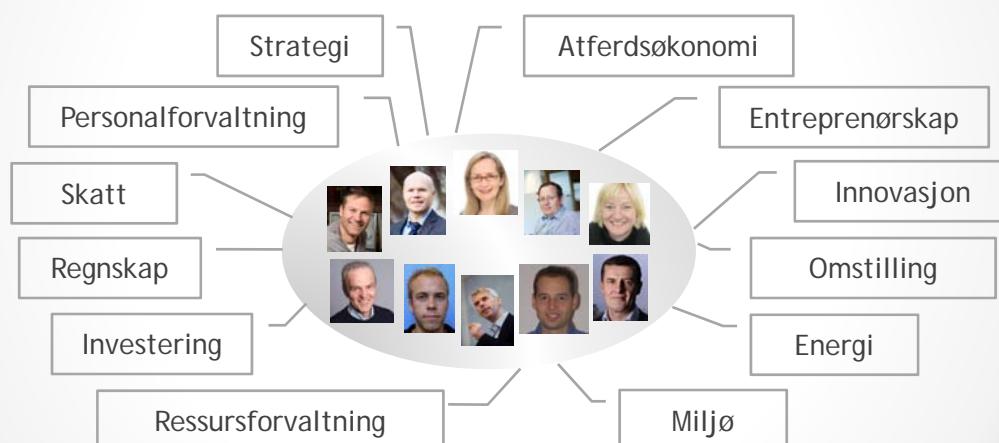 Strategi
Atferdsøkonomi
Personalforvaltning
Entreprenørskap
Skatt
Innovasjon
Regnskap
Omstilling
Investering
Energi
Ressursforvaltning
Miljø